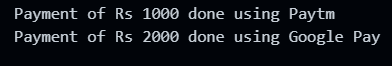 Payment of Rs 1000 done using Paytm
Payment of Rs 2000 done using Google Pay